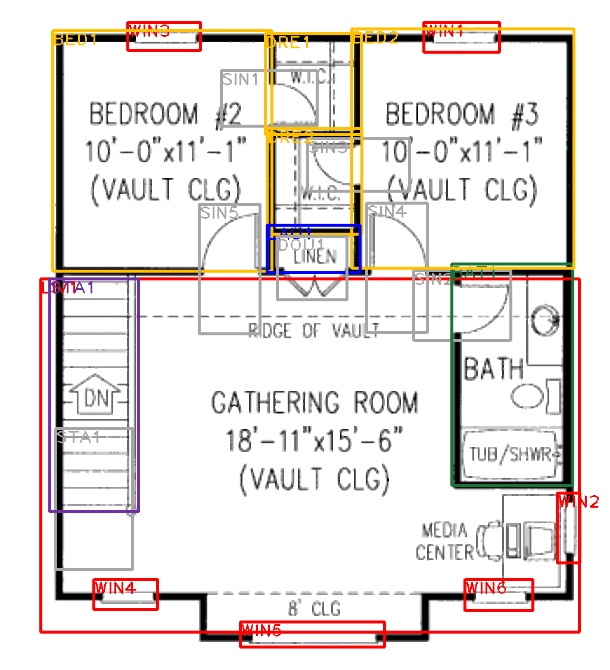 WIN3
WIN1
BED1
DRE1
BED2
W.I.C.
SIN1
BEDROOM #2
10'-0"x11'-1"
(VAULT CLG)
BEDROOM #3
10'-0"x11'-1"
(VAULT CLG)
DRE2
SIN3
W.I.C.
SIN5
SIN4
DOU1
LINEN
SIN2
BAT1
STA1
RIDGE OF VAULT
BATH
DN
GATHERING ROOM
18'-11"x15'-6"
(VAULT CLG)
STA1
TUB/SHWR
WIN2
MEDIA
CENTER
WIN4
WIN6
8' CLG
WIN5